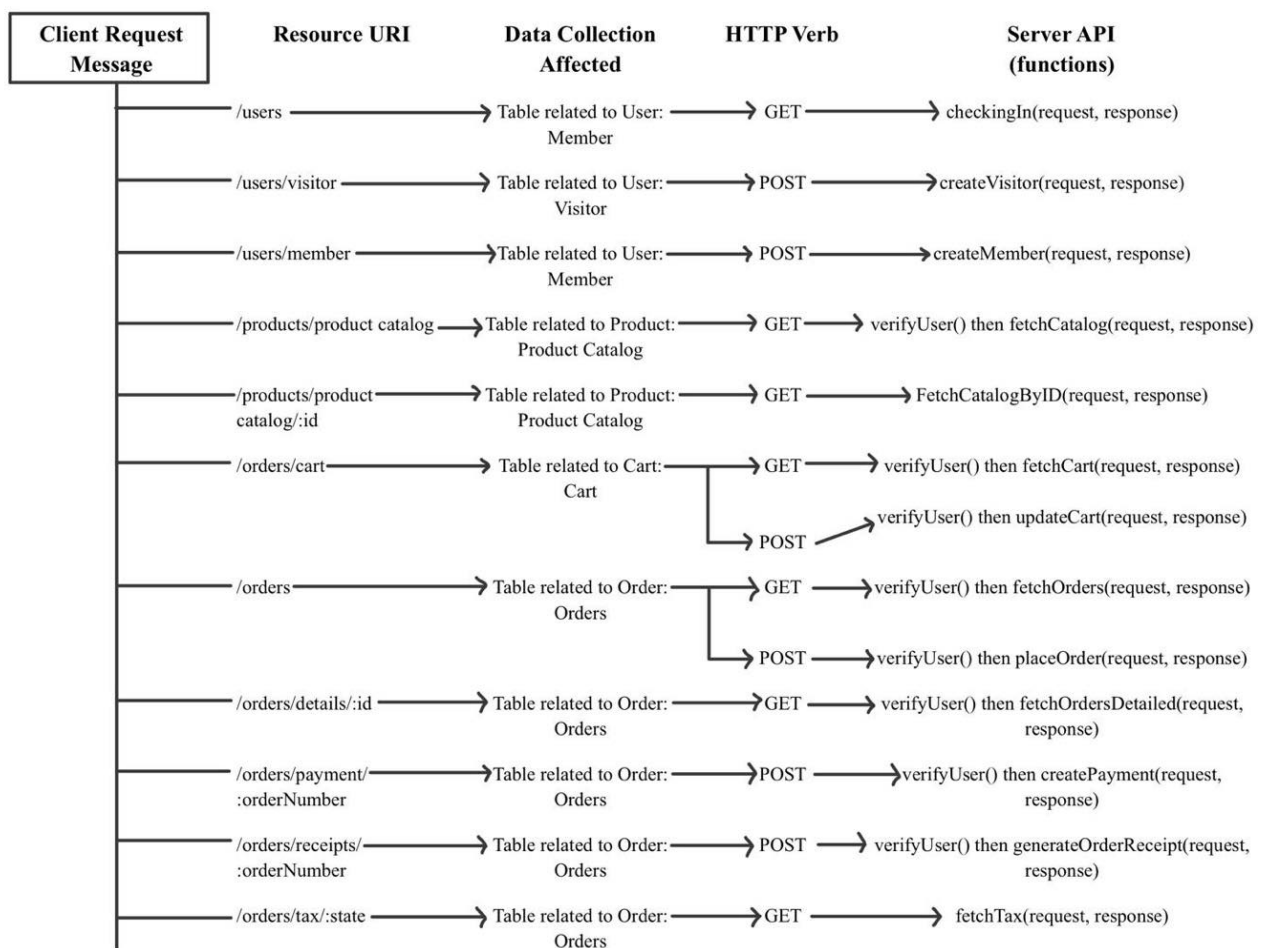 Client Request Message
Resource URI
Data Collection Affected
HTTP Verb
Server API (functions)
/users
Table related to User:
Member
GET
checkingIn(request, response)
/users/visitor
Table related to User:
Visitor
POST
createVisitor(request, response)
/users/member
Table related to User:
Member
POST
createMember(request, response)
/products/product catalog
Table related to Product:
Product Catalog
GET
verifyUser() then fetchCatalog(request, response)
/products/product
catalog/:id
Table related to Product:
Product Catalog
GET
FetchCatalogByID(request, response)
/orders/cart
Table related to Cart:
Cart
GET
verifyUser() then fetchCart(request, response)
POST
verifyUser() then updateCart(request, response)
/orders
Table related to Order:
Orders
GET
verifyUser() then fetchOrders(request, response)
POST
verifyUser() then placeOrder(request, response)
/orders/details/:id
Table related to Order:
Orders
GET
verifyUser() then fetchOrdersDetailed(request,
response)
/orders/payment/
:orderNumber
Table related to Order:
Orders
POST
verifyUser() then createPayment(request,
response)
/orders/receipts/
:orderNumber
Table related to Order:
Orders
POST
verifyUser() then generateOrderReceipt(request,
response)
/orders/tax/:state
Table related to Order:
Orders
GET
fetchTax(request, response)